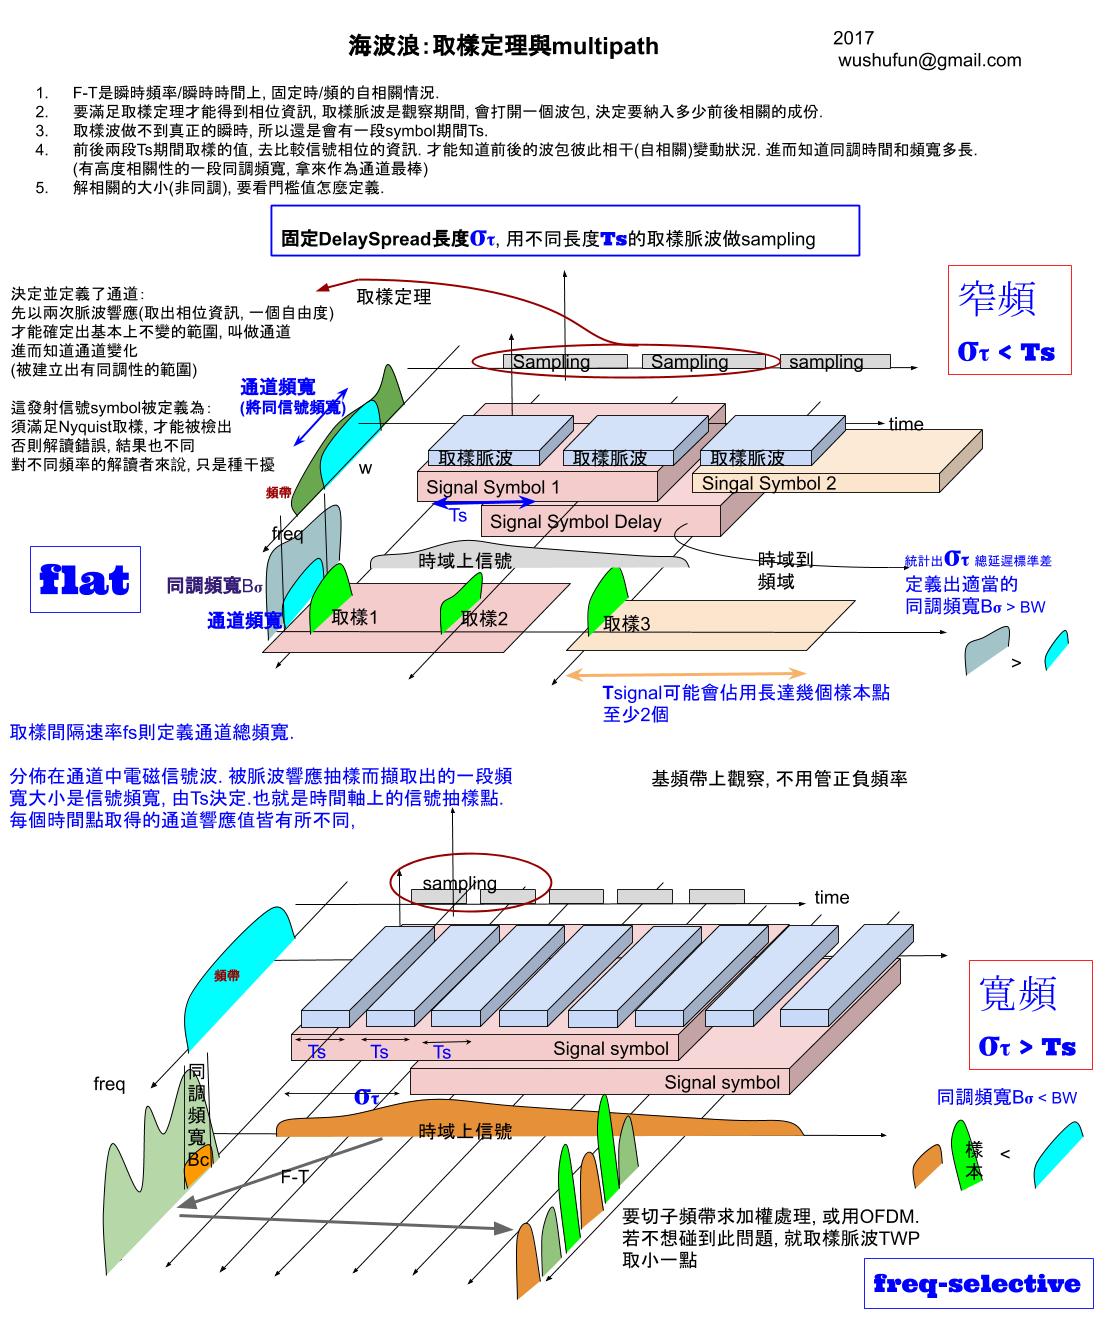 海波浪：取樣定理與multipath
2017
wushufun@gmail.com
1. F-T是瞬時頻率/瞬時時間上, 固定時/頻的自相關情況.
2. 要滿足取樣定理才能得到相位資訊, 取樣脈波是觀察期間, 會打開一個波包, 決定要納入多少前後相關的成份.
3. 取樣波做不到真正的瞬時, 所以還是會有一段symbol期間Ts.
4. 前後兩段Ts期間取樣的值, 去比較信號相位的資訊. 才能知道前後的波包彼此相干(自相關)變動狀況. 進而知道同調時間和頻寬多長.
(有高度相關性的一段同調頻寬, 拿來作為通道最棒)
5. 解相關的大小(非同調), 要看門檻值怎麼定義.
固定DelaySpread長度στ, 用不同長度Ts的取樣脈波做sampling
決定並定義了通道：
先以兩次脈波響應(取出相位資訊, 一個自由度)
才能確定出基本上不變的範圍, 叫做通道
進而知道通道變化
(被建立出有同調性的範圍)
這發射信號symbol被定義為：
須滿足Nyquist取樣, 才能被檢出
否則解讀錯誤, 結果也不同
對不同頻率的解讀者來說, 只是種干擾
取樣定理
窄頻
στ < Ts
Sampling
Sampling
sampling
通道頻寬
(將同信號頻寬)
time
取樣脈波
取樣脈波
取樣脈波
w
頻帶
Signal Symbol 1
Singal Symbol 2
Ts
Signal Symbol Delay
freq
flat
時域上信號
時域到
頻域
統計出στ 總延遲標準差
定義出適當的
同調頻寬Bσ > BW
同調頻寬Bσ
通道頻寬
取樣1
取樣2
取樣3
>
Tsignal可能會佔用長達幾個樣本點
至少2個
取樣間隔速率fs則定義通道總頻寬.
分佈在通道中電磁信號波. 被脈波響應抽樣而擷取出的一段頻
寬大小是信號頻寬, 由Ts決定.也就是時間軸上的信號抽樣點.
每個時間點取得的通道響應值皆有所不同,
基頻帶上觀察, 不用管正負頻率
sampling
time
頻帶
寬頻
στ > Ts
Ts
Ts
Ts
Signal symbol
Signal symbol
freq
同
調
頻
寬
Bc
στ
時域上信號
同調頻寬Bσ < BW
樣
本
<
F-T
要切子頻帶求加權處理, 或用OFDM.
若不想碰到此問題, 就取樣脈波TWP
取小一點
freq-selective